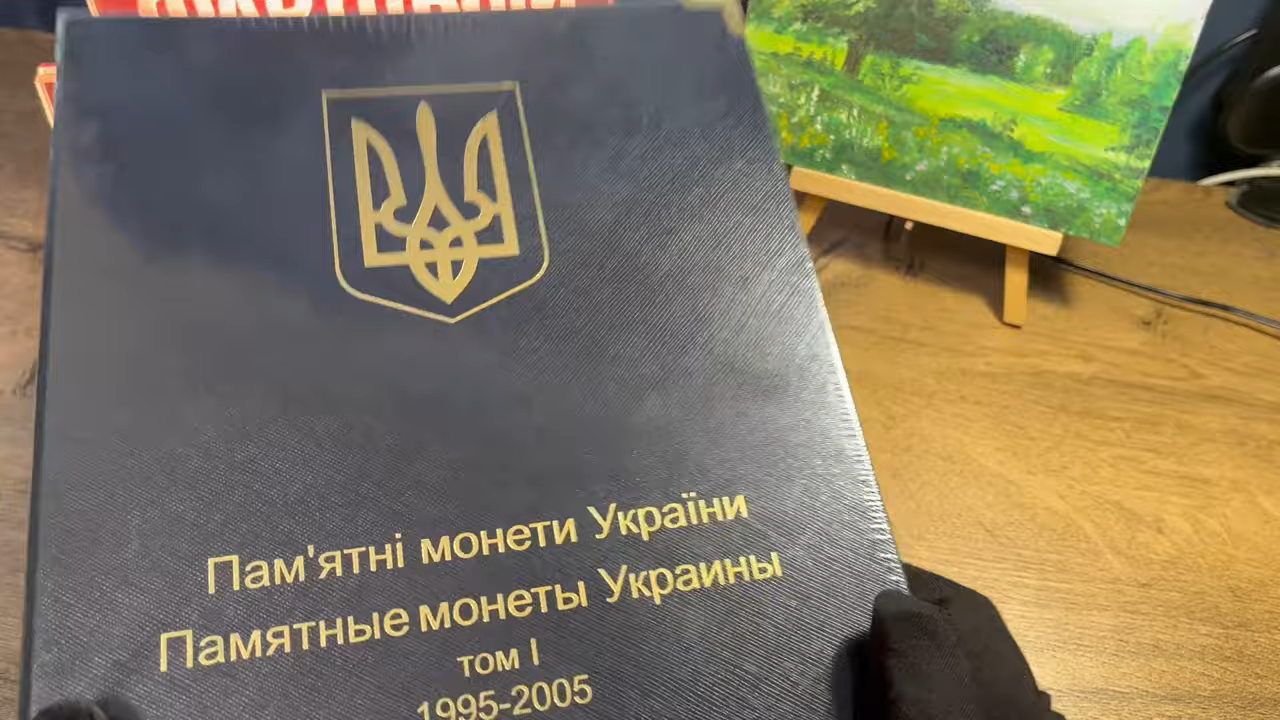 Пам'ятні монети України
Памятные монеты Украины
том I
1995-2005